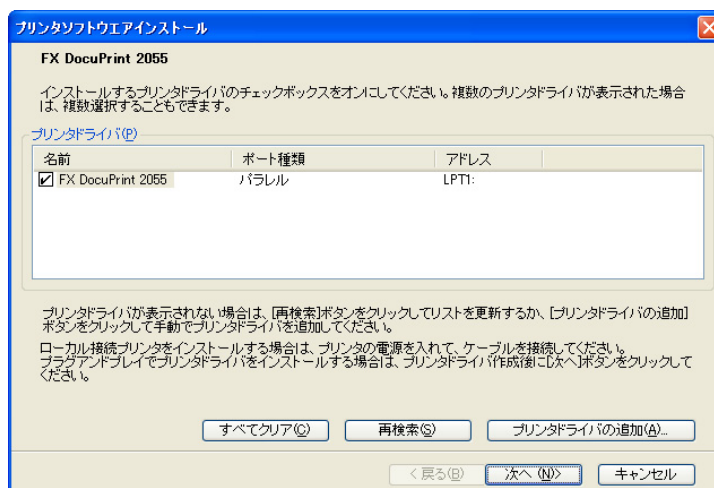 プリンタソフトウエアインストール
FX DocuPrint 2055
インストールするプリンタドライバのチェックボックスをオンにしてください。複数のプリンタドライバが表示された場合
は、複数選択することもできます。
プリンタドライバ(P)
名前 ポート種類 アドレス
FX DocuPrint 2055 パラレル LPT1:
プリンタドライバが表示されない場合は、[再検索]ボタンをクリックしてリストを更新するか、[プリンタドライバの追加]
ボタンをクリックして手動でプリンタドライバを追加してください。
ローカル接続プリンタをインストールする場合は、プリンタの電源を入れて、ケーブルを接続してください。
プラグアンドプレイでプリンタドライバをインストールする場合は、プリンタドライバ作成後に[次へ]ボタンをクリックして
ください。
すべてクリア(C) 再検索(S) プリンタドライバの追加(A)...
< 戻る(B) 次へ (N)> キャンセル